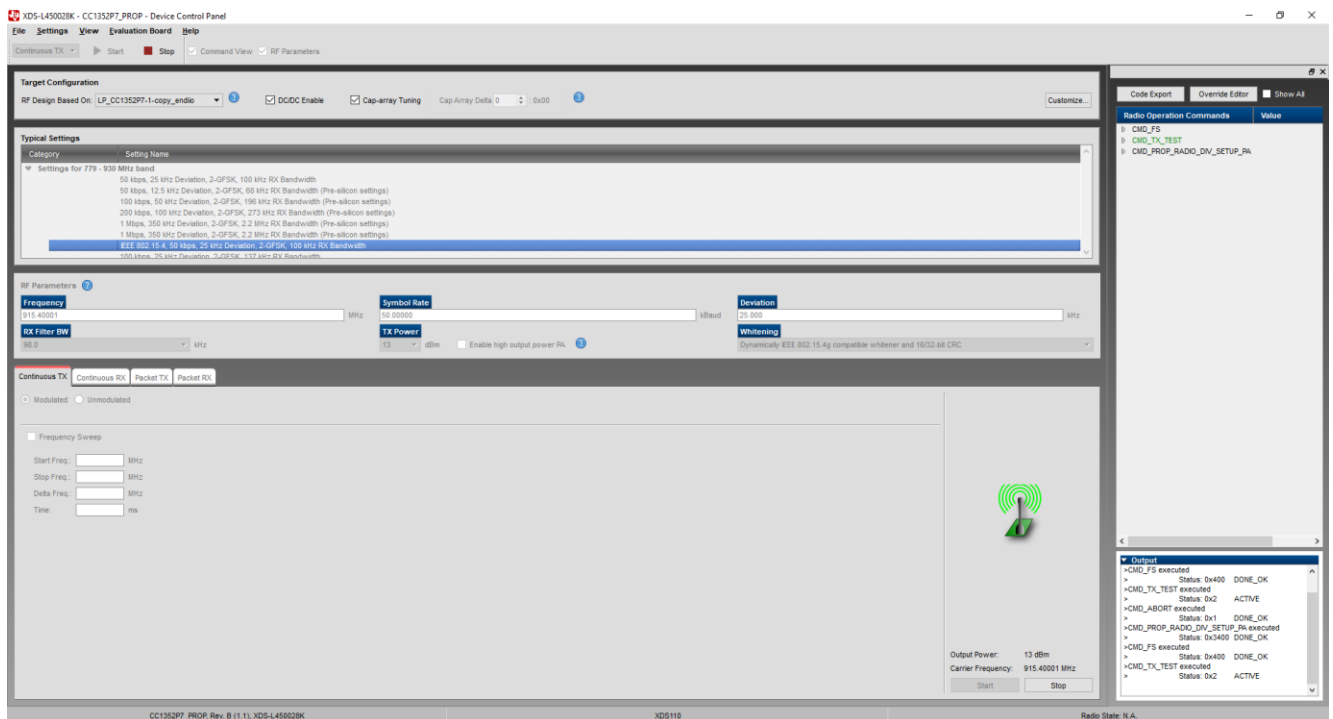 XDS-L450028K - CC1352P7_PROP - Device Control Panel
File Settings View Evaluation Board Help
Continuous TX Start Stop Command View RF Parameters
Target Configuration
RF Design Based On: LP_CC1352P7-1-copy_endiio ? DC/DC Enable Cap-array Tuning Cap Array Delta 0 : 0x00 ? Customize...
Typical Settings
Category Setting Name
Settings for 779 - 930 MHz band
50 kbps, 25 kHz Deviation, 2-GFSK, 100 kHz RX Bandwidth
50 kbps, 12.5 kHz Deviation, 2-GFSK, 68 kHz RX Bandwidth (Pre-silicon settings)
100 kbps, 50 kHz Deviation, 2-GFSK, 196 kHz RX Bandwidth (Pre-silicon settings)
200 kbps, 100 kHz Deviation, 2-GFSK, 273 kHz RX Bandwidth (Pre-silicon settings)
1 Mbps, 350 kHz Deviation, 2-GFSK, 2.2 MHz RX Bandwidth (Pre-silicon settings)
1 Mbps, 350 kHz Deviation, 2-GFSK, 2.2 MHz RX Bandwidth (Pre-silicon settings)
IEEE 802.15.4, 50 kbps, 25 kHz Deviation, 2-GFSK, 100 kHz RX Bandwidth
100 kbps, 25 kHz Deviation, 2-GFSK, 137 kHz RX Bandwidth
RF Parameters ?
Frequency Symbol Rate Deviation
915.40001 MHz 50.00000 kBaud 25.000 kHz
RX Filter BW TX Power Whitening
98.0 kHz 13 dBm Enable high output power PA ? Dynamically IEEE 802.15.4g compatible whitener and 16/32-bit CRC
Continuous TX Continuous RX Packet TX Packet RX
Modulated Unmodulated
Frequency Sweep
Start Freq.: MHz
Stop Freq.: MHz
Delta Freq.: MHz
Time: ms
Output Power: 13 dBm
Carrier Frequency: 915.40001 MHz
Start Stop
Code Export Override Editor Show All
Radio Operation Commands Value
CMD_FS
CMD_TX_TEST
CMD_PROP_RADIO_DIV_SETUP_PA
Output
>CMD_FS executed
> Status: 0x400 DONE_OK
>CMD_TX_TEST executed
> Status: 0x2 ACTIVE
>CMD_ABORT executed
> Status: 0x1 DONE_OK
>CMD_PROP_RADIO_DIV_SETUP_PA executed
> Status: 0x3400 DONE_OK
>CMD_FS executed
> Status: 0x400 DONE_OK
>CMD_TX_TEST executed
> Status: 0x2 ACTIVE
CC1352P7_PROP, Rev. B (1.1), XDS-L450028K XDS110 Radio State: N.A.